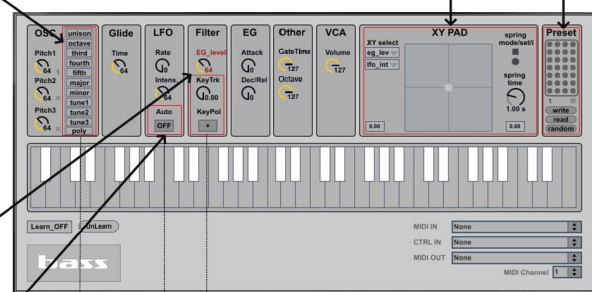 OSC
Glide
LFO
Filter
EG
Other
VCA
XY PAD
Preset
unison
octave
third
fourth
fifth
major
minor
tune1
tune2
tune3
poly
Pitch1
64
1
Pitch2
64
Pitch3
64
Time
64
Rate
0
Intens
64
Auto
OFF
EG_level
64
KeyTrk
0.00
KeyPol
+
Attack
0
Dec/Rel
0
GateTime
127
Octave
127
Volume
127
XY select
eg_lev
lfo_int
0.00
spring
mode/set/i
spring
time
1.00 s
0.00
1
write
read
random
Learn_OFF
UnLearn
bass
MIDI IN None
CTRL IN None
MIDI OUT None
MIDI Channel 1